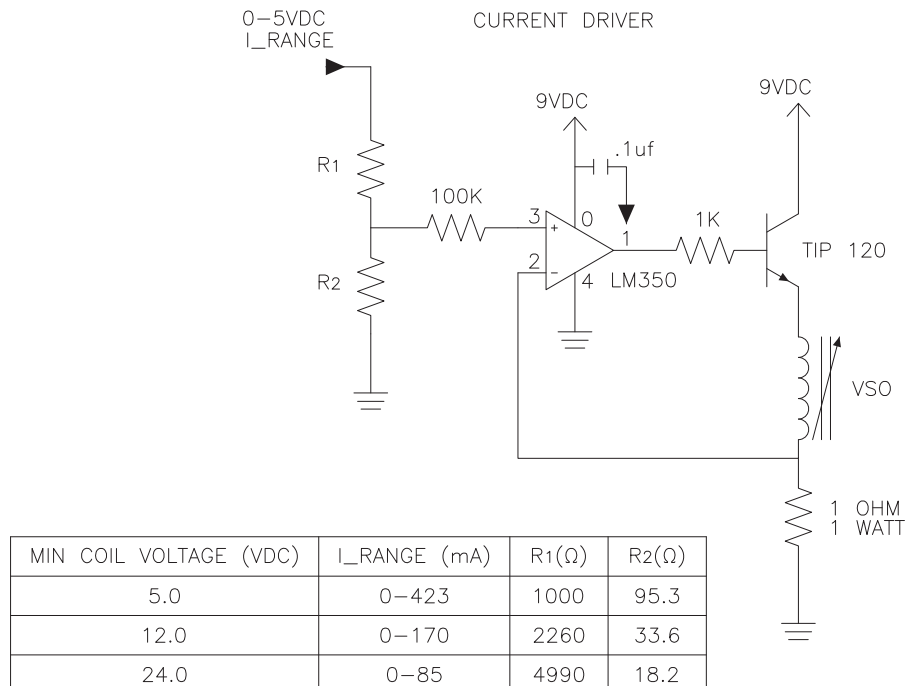 0-5VDC
I_RANGE
CURRENT DRIVER
9VDC
9VDC
.1uf
R1
100K
3
+
0
1
1K
TIP 120
2
-
4
LM350
R2
VSO
1 OHM
1 WATT
MIN COIL VOLTAGE (VDC) I_RANGE (mA) R1(Ω) R2(Ω)
5.0 0-423 1000 95.3
12.0 0-170 2260 33.6
24.0 0-85 4990 18.2